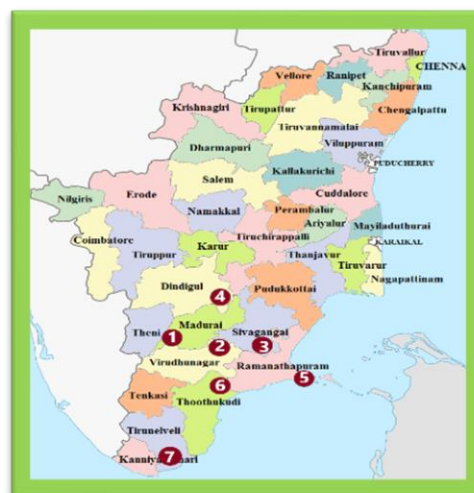 Tiruvallur
CHENNA
Vellore
Ranipet
Kanchipuram
Krishnagiri
Tirupattur
Chengalpattu
Tiruvannamalai
Dharmapuri
Viluppuram
Kallakurichi
PUDUCHERRY
Salem
Erode
Cuddalore
Nilgiris
Namakkal
Perambalur
Ariyalur
Mayiladuthurai
Coimbatore
Karur
Tiruchirappalli
KARAIKAL
Tiruppur
Thanjavur
Tiruvarur
Nagapattinam
Dindigul
Pudukkottai
4
Madurai
Theni
1
Sivagangai
2
3
Virudhunagar
Ramanathapuram
5
6
Tenkasi
Thoothukudi
Tirunelveli
7